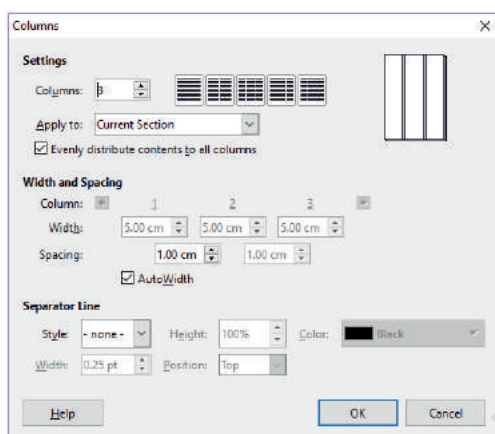 Columns
Settings
Columns: 3
Apply to: Current Section
Evenly distribute contents to all columns
Width and Spacing
Column: 1 2 3
Width: 5.00 cm 5.00 cm 5.00 cm
Spacing: 1.00 cm 1.00 cm
AutoWidth
Separator Line
Style: - none - Height: 100% Color: Black
Width: 0.25 pt Position: Top
Help OK Cancel